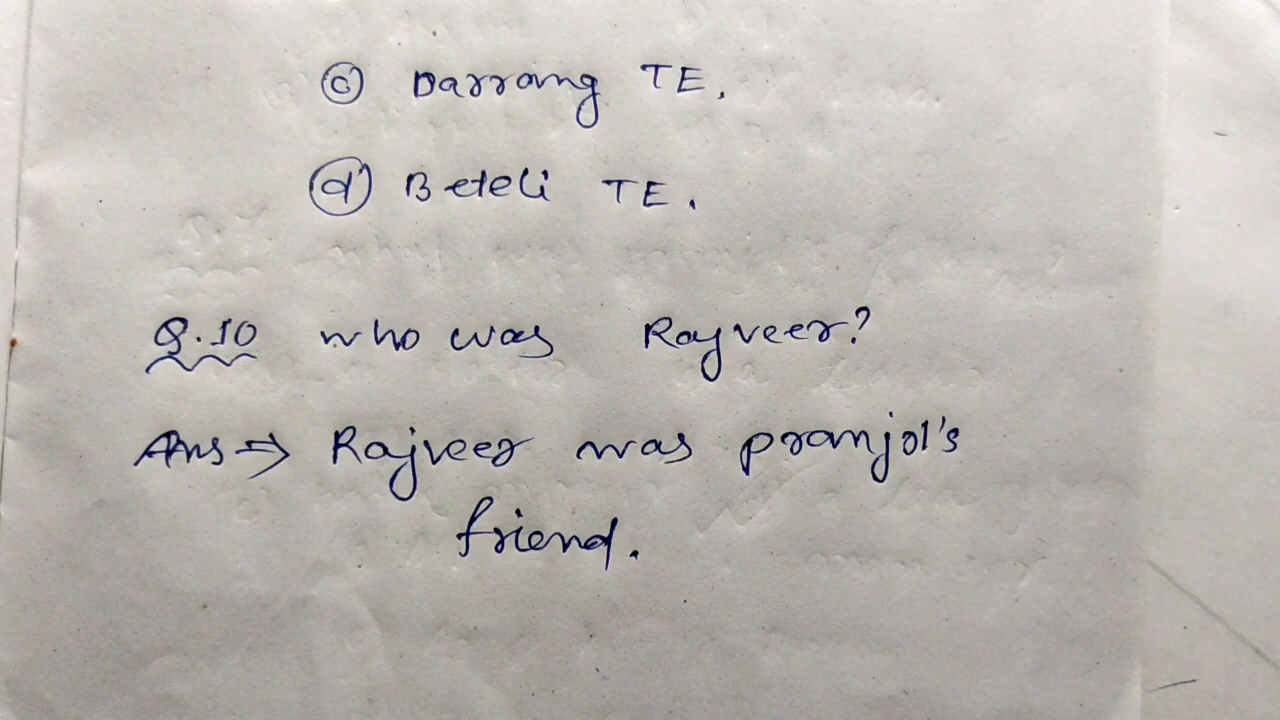 (c) Darrang TE.
(d) Beteli TE.
Q.10 who was Rajveer?
Ans ⇒ Rajveer was pranjol's
friend.